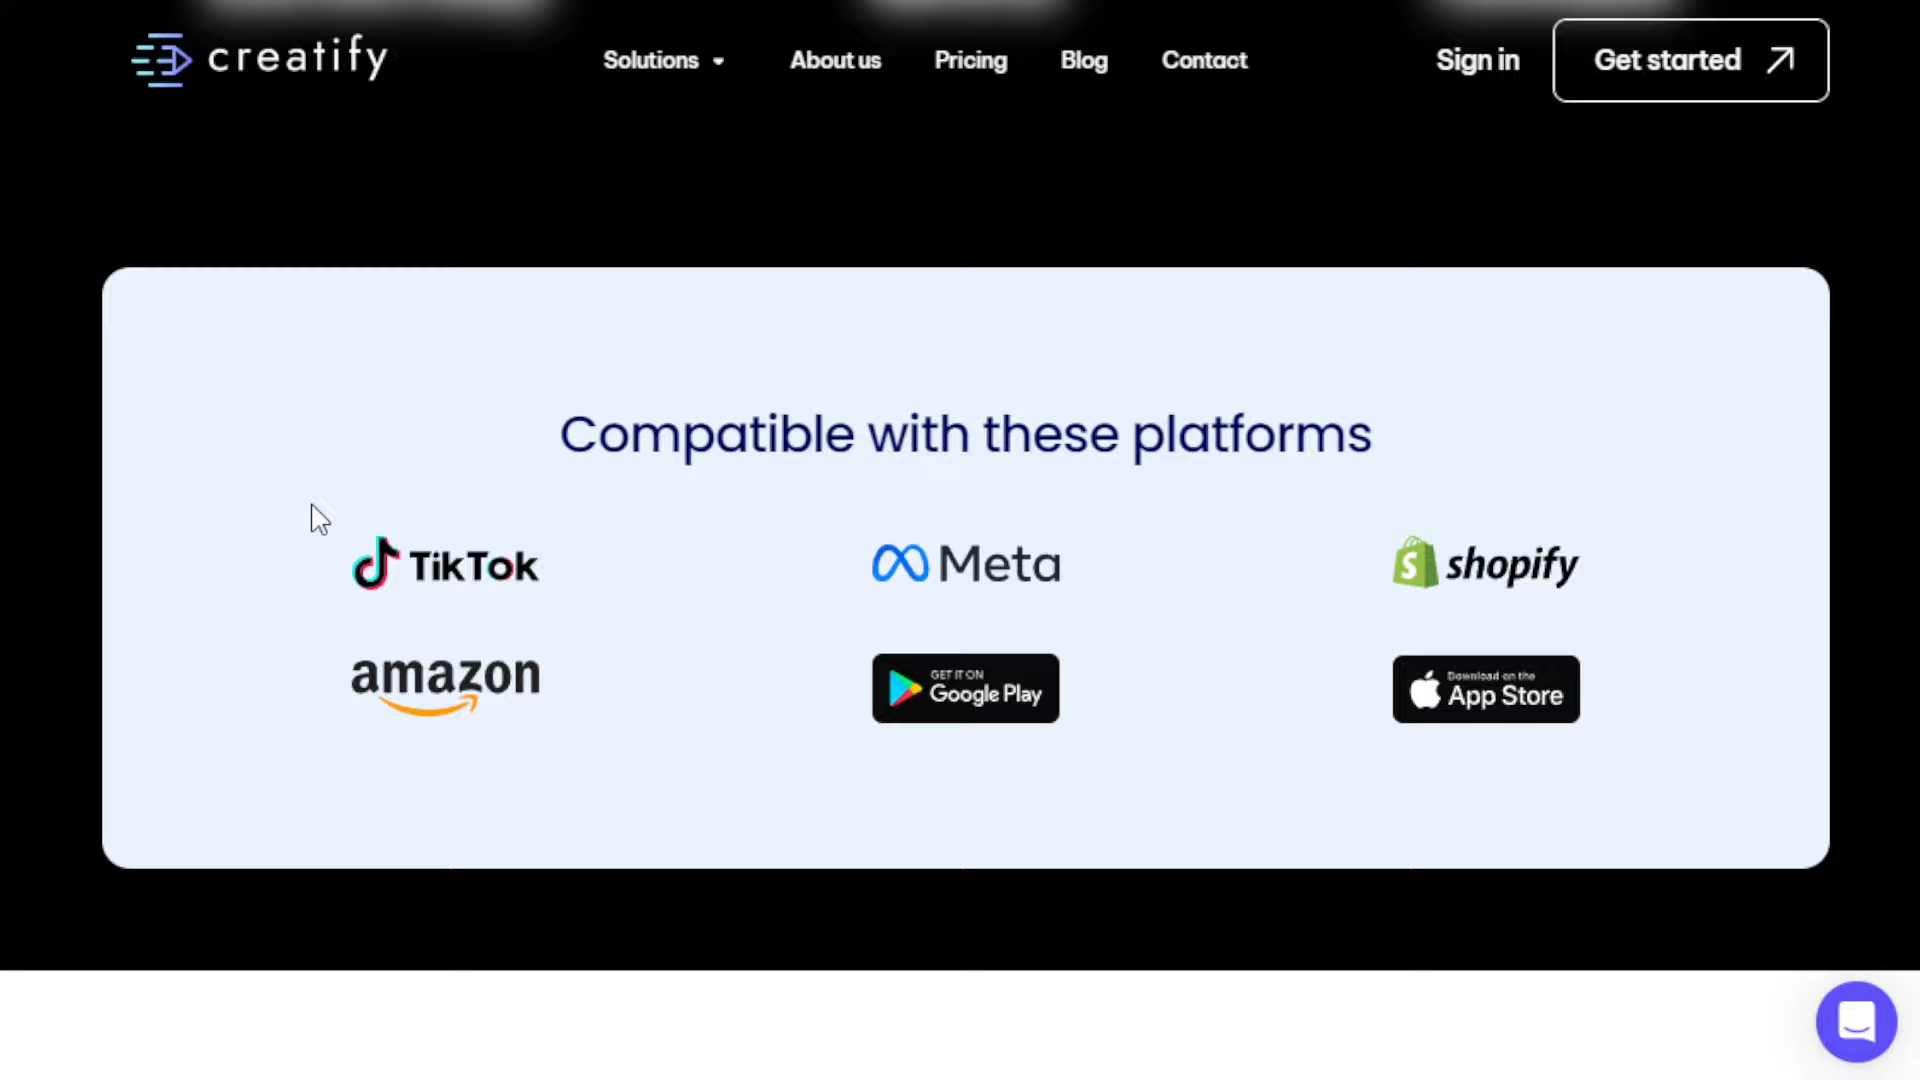 creatify
Solutions
About us
Pricing
Blog
Contact
Sign in
Get started
Compatible with these platforms
TikTok
Meta
shopify
amazon
GET IT ON
Google Play
Download on the
App Store